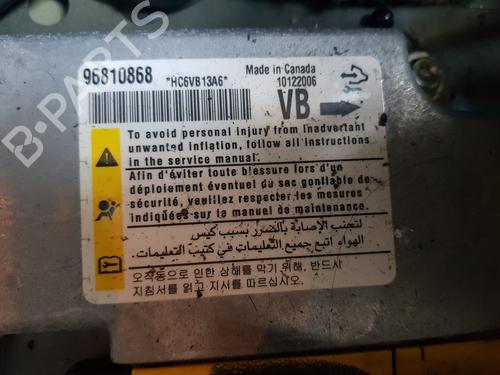 96810868
*HC6VB13A6*
Made in Canada
10122006
VB
To avoid personal injury from inadvertant
unwanted inflation, follow all instructions
in the service manual.
Afin d'éviter toute blessure lors d'un
déploiement éventuel du sac gonflable de
sécurité, veuillez respecter les mesures
indiquées sur le manuel de maintenance.
لتجنب الإصابة بالضرر بسبب كيس
الهواء اتبع جميع التعليمات في كتيب التعليمات.
오작동으로 인한 상해를 막기 위해, 반드시
지침서를 읽고 지시를 따르십시오.
B-PARTS